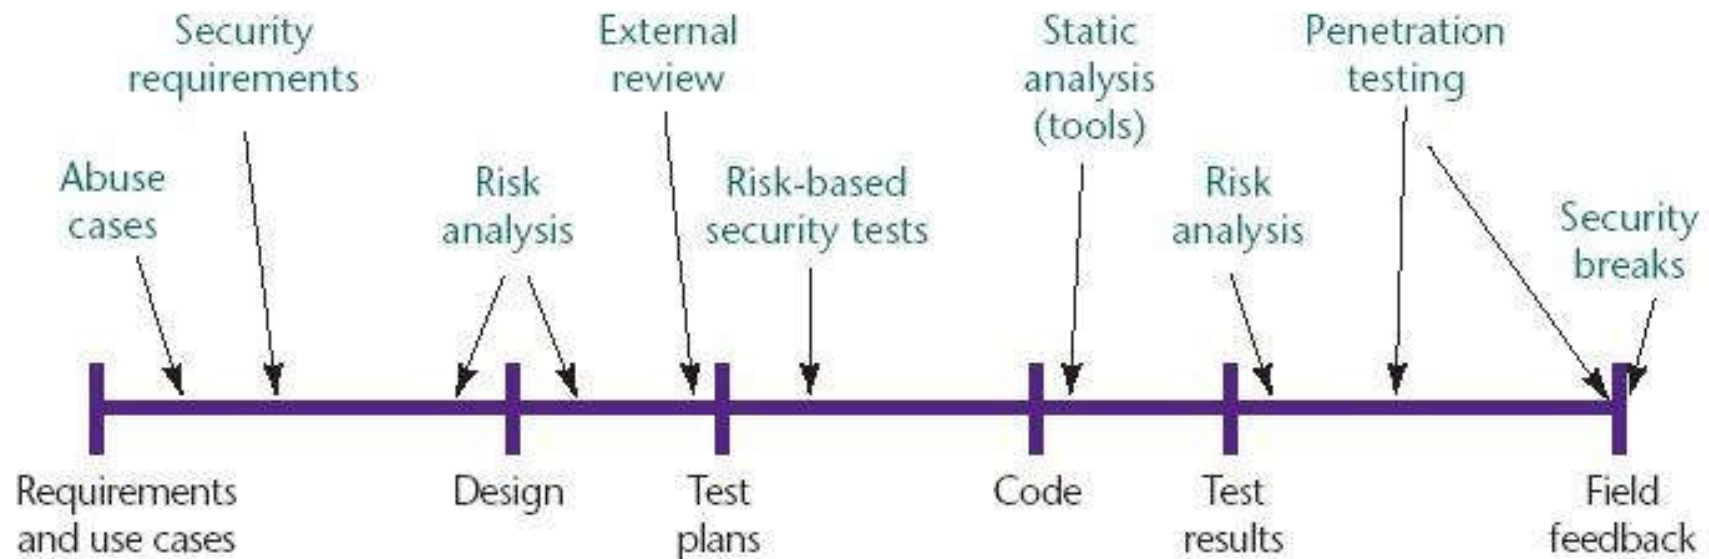 Security
requirements
External
review
Static
analysis
(tools)
Penetration
testing
Abuse
cases
Risk
analysis
Risk-based
security tests
Risk
analysis
Security
breaks
Requirements
and use cases
Design
Test
plans
Code
Test
results
Field
feedback